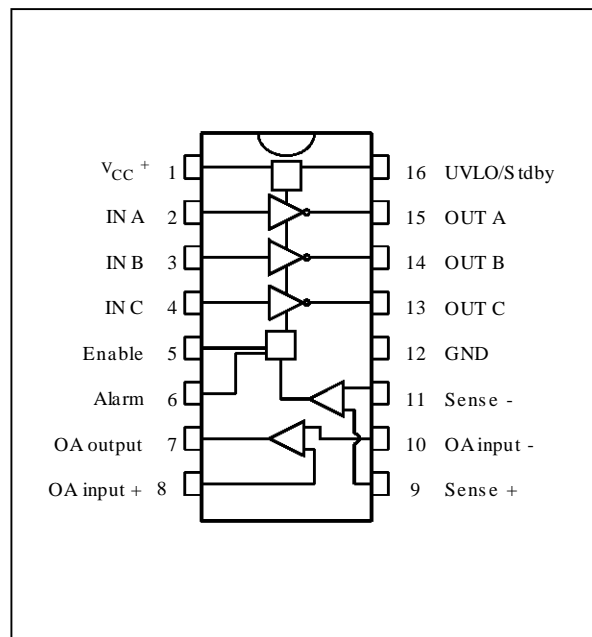 VCC + 1 16 UVLO/Stdby
IN A 2 15 OUT A
IN B 3 14 OUT B
IN C 4 13 OUT C
Enable 5 12 GND
Alarm 6 11 Sense -
OA output 7 10 OA input -
OA input + 8 9 Sense +